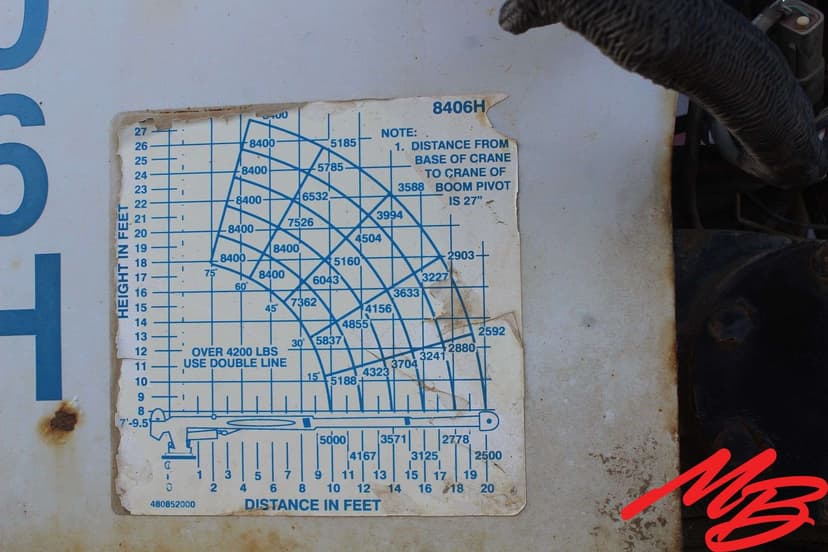 6
H
8406H
NOTE:
1. DISTANCE FROM
BASE OF CRANE
TO CRANE OF
BOOM PIVOT
IS 27"
8400
8400 5185
8400 5785
8400 6532 3588
8400 7526 3994
8400 8400 4504
8400 5160 2903
75° 60° 8400 6043 3227
45° 7362 4156 3633
30° 5837 4855 2592
OVER 4200 LBS
USE DOUBLE LINE
15° 5188 4323 3704 3241 2880
HEIGHT IN FEET
27
26
25
24
23
22
21
20
19
18
17
16
15
14
13
12
11
10
9
8
7'-9.5"
5000 3571 2778
4167 3125 2500
1 3 5 7 9 11 13 15 17 19
0 2 4 6 8 10 12 14 16 18 20
480852000
DISTANCE IN FEET
MB